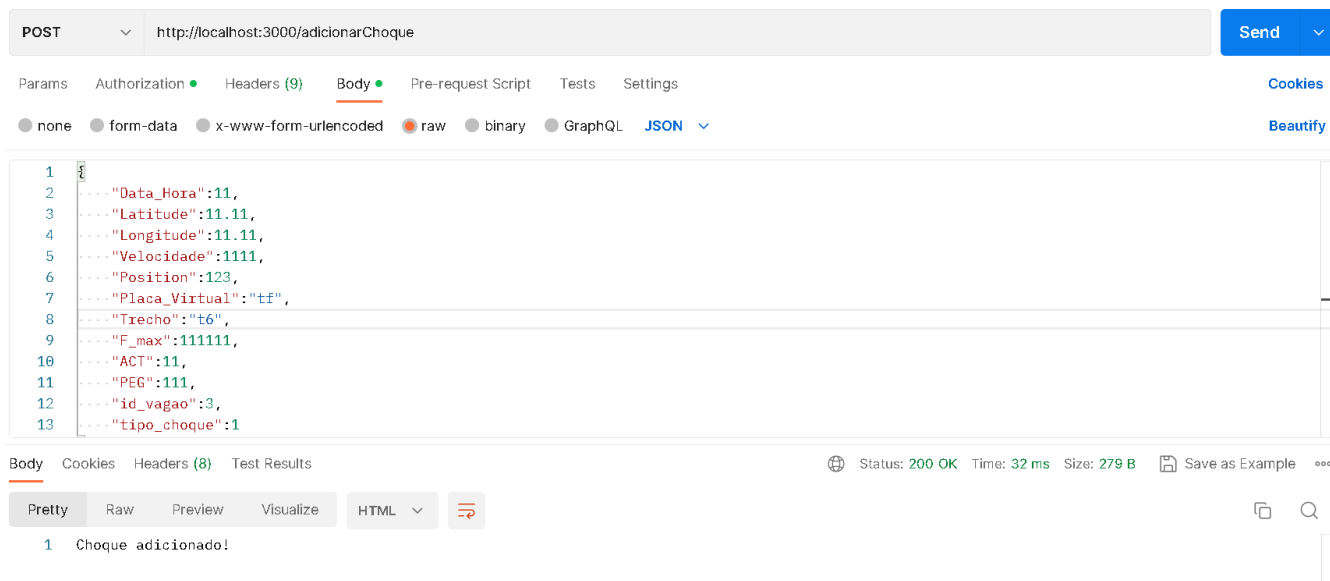 POST http://localhost:3000/adicionarChoque Send
Params Authorization Headers (9) Body Pre-request Script Tests Settings Cookies
none form-data x-www-form-urlencoded raw binary GraphQL JSON Beautify
1 {
2 "Data_Hora":11,
3 "Latitude":11.11,
4 "Longitude":11.11,
5 "Velocidade":1111,
6 "Position":123,
7 "Placa_Virtual":"tf",
8 "Trecho":"t6",
9 "F_max":111111,
10 "ACT":11,
11 "PEG":111,
12 "id_vagao":3,
13 "tipo_choque":1
Body Cookies Headers (8) Test Results Status: 200 OK Time: 32 ms Size: 279 B Save as Example
Pretty Raw Preview Visualize HTML
1 Choque adicionado!